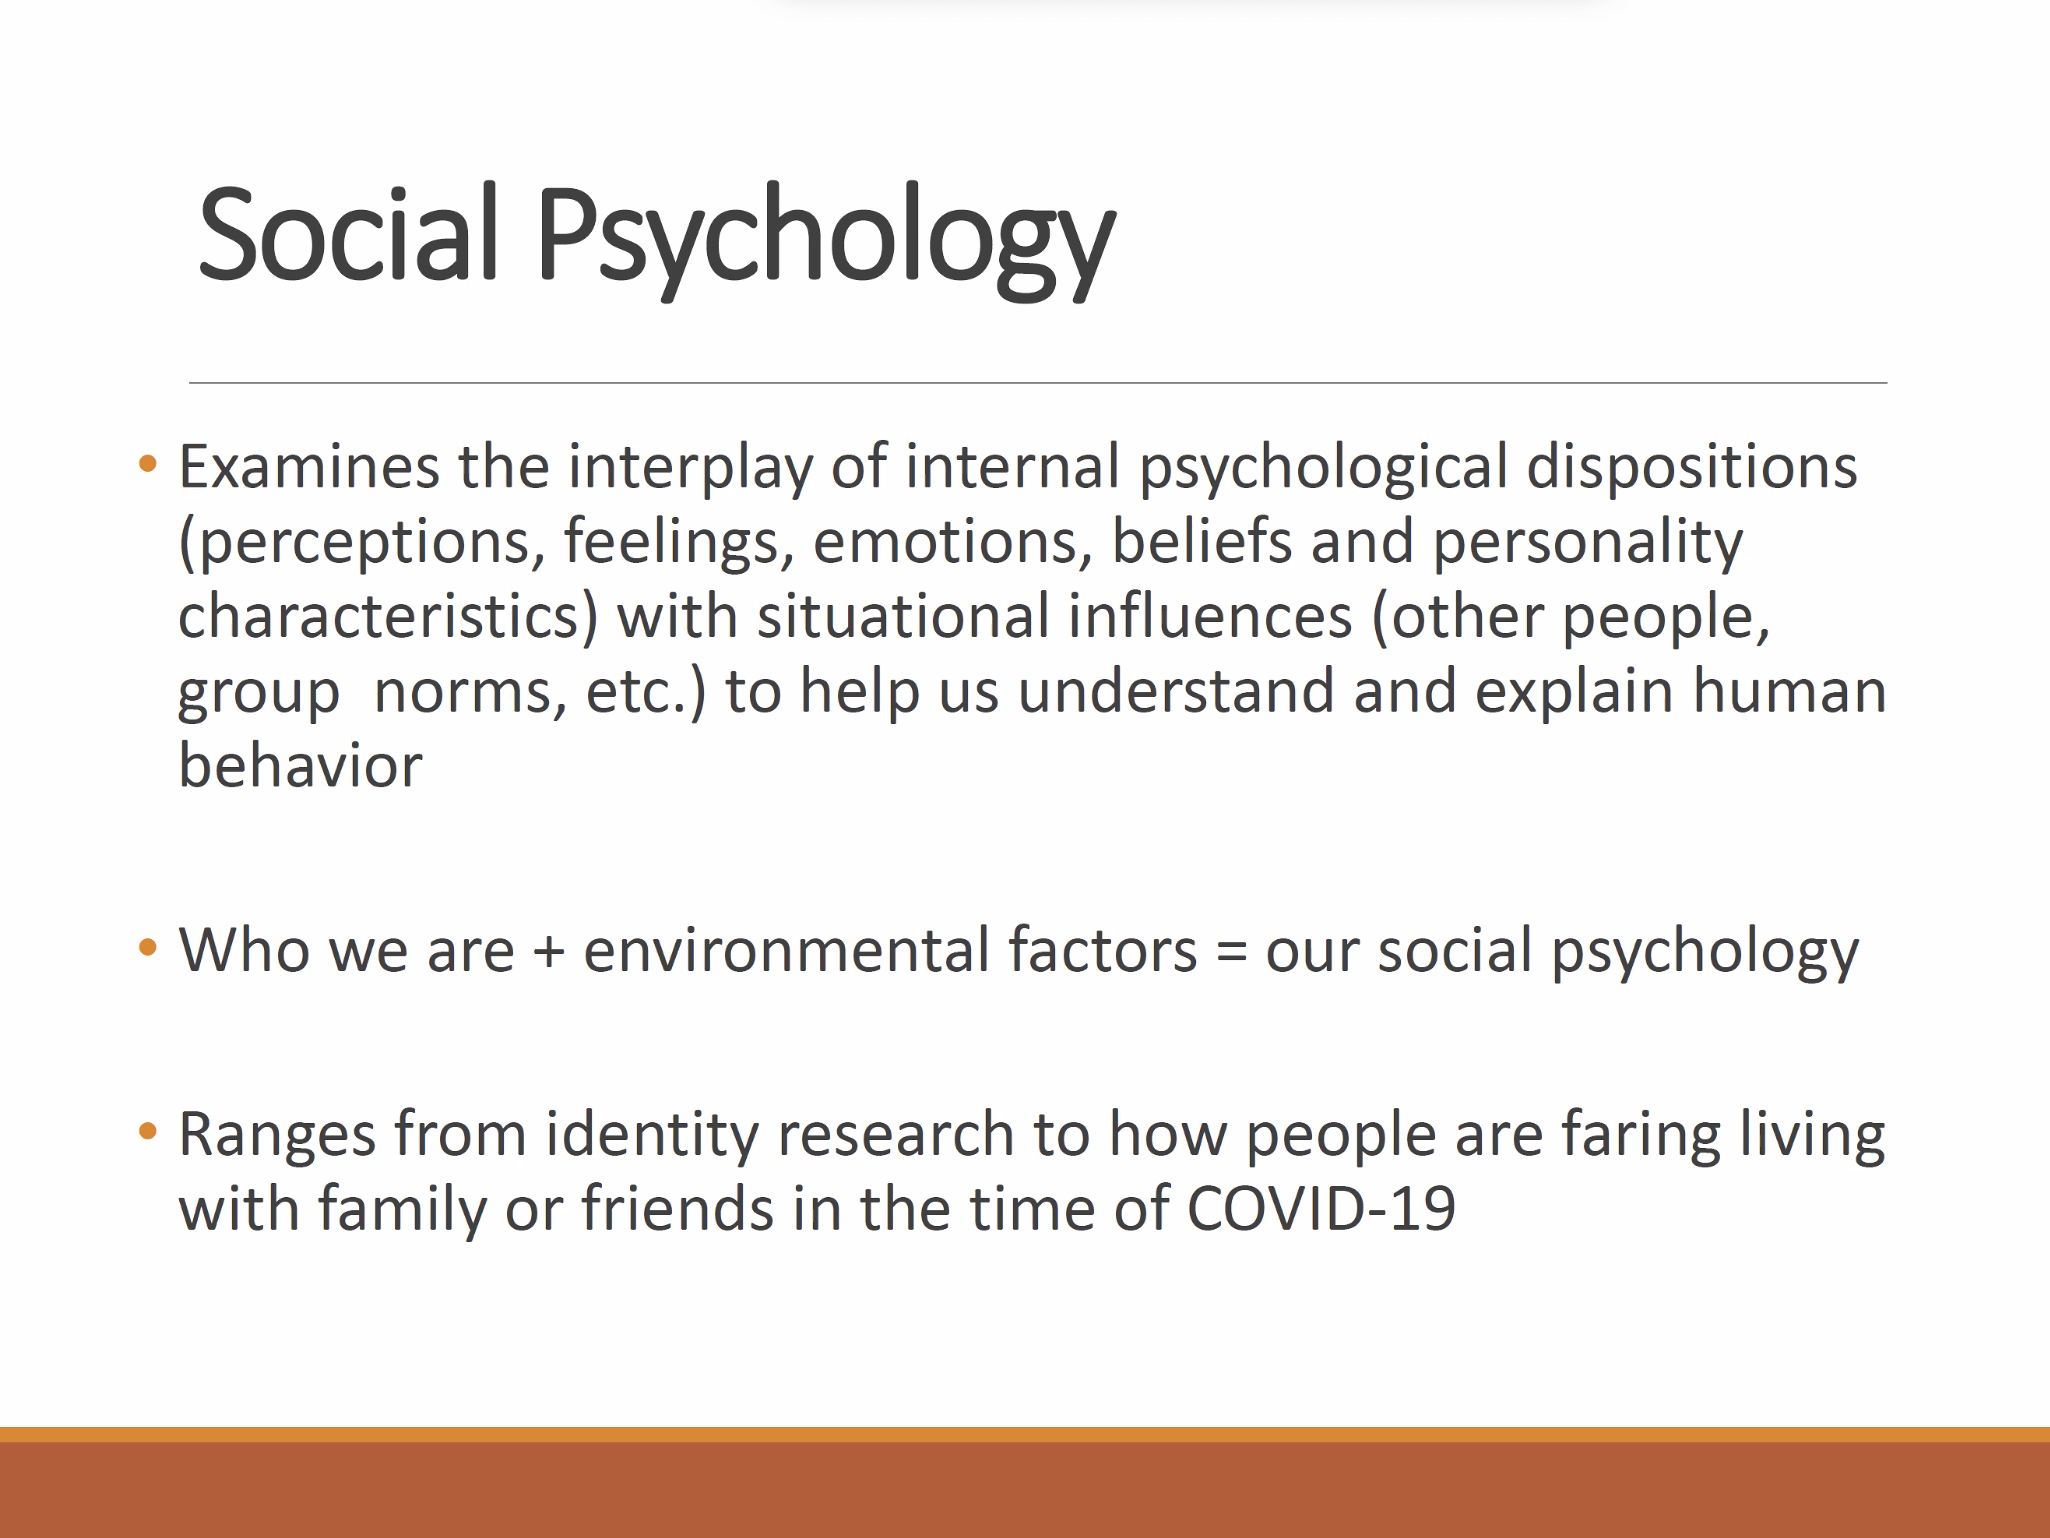 Social Psychology
• Examines the interplay of internal psychological dispositions
(perceptions, feelings, emotions, beliefs and personality
characteristics) with situational influences (other people,
group  norms, etc.) to help us understand and explain human
behavior
• Who we are + environmental factors = our social psychology
• Ranges from identity research to how people are faring living
with family or friends in the time of COVID-19